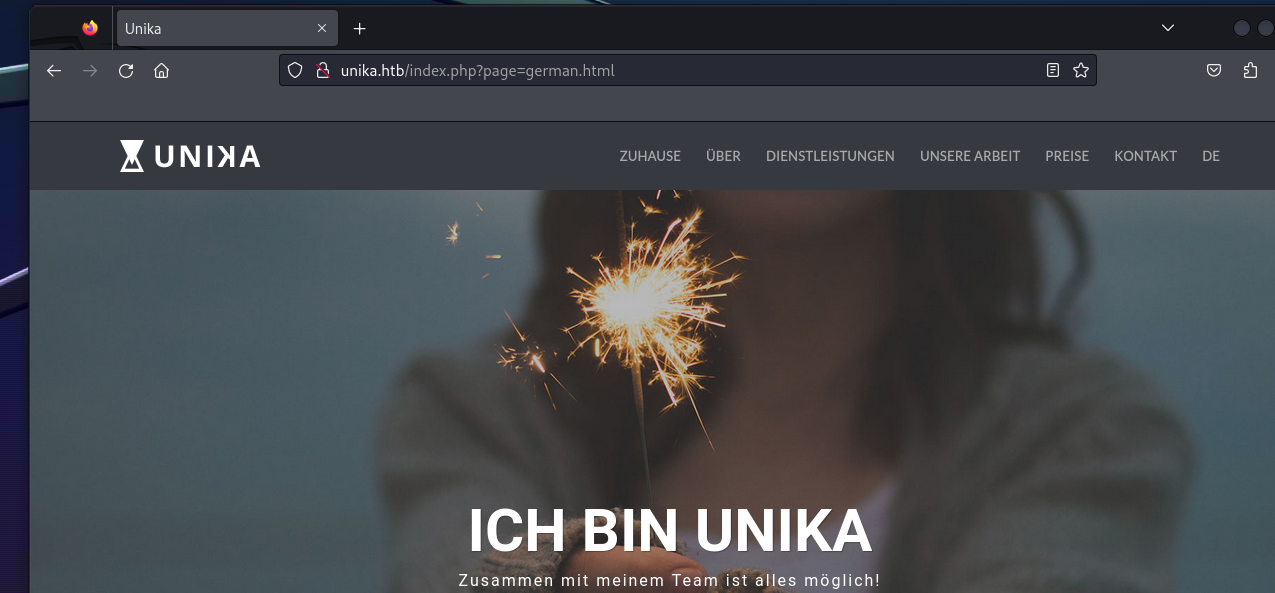 Unika
unika.htb/index.php?page=german.html
UNIKA
ZUHAUSE ÜBER DIENSTLEISTUNGEN UNSERE ARBEIT PREISE KONTAKT DE
ICH BIN UNIKA
Zusammen mit meinem Team ist alles möglich!